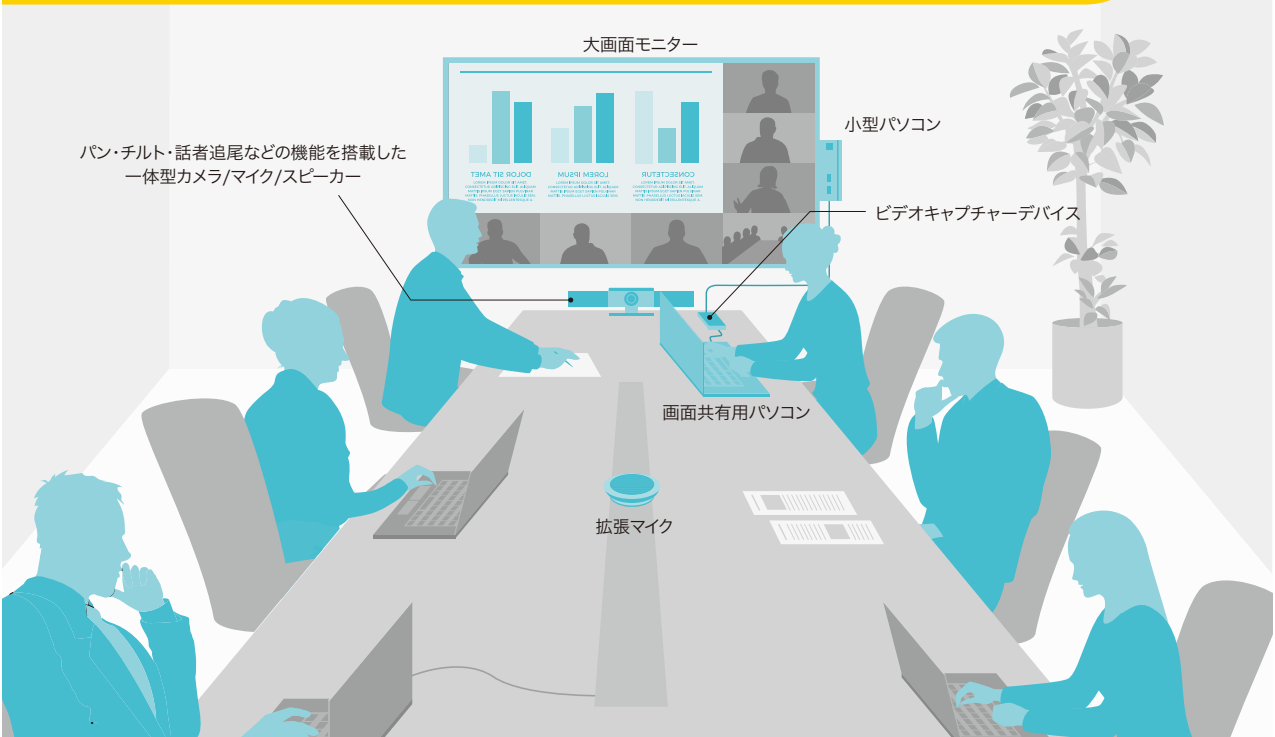 大画面モニター
小型パソコン
パン・チルト・話者追尾などの機能を搭載した
一体型カメラ/マイク/スピーカー
DOLOR SIT AMET
LOREM IPSUM
CONSECTETUR
ビデオキャプチャーデバイス
画面共有用パソコン
拡張マイク